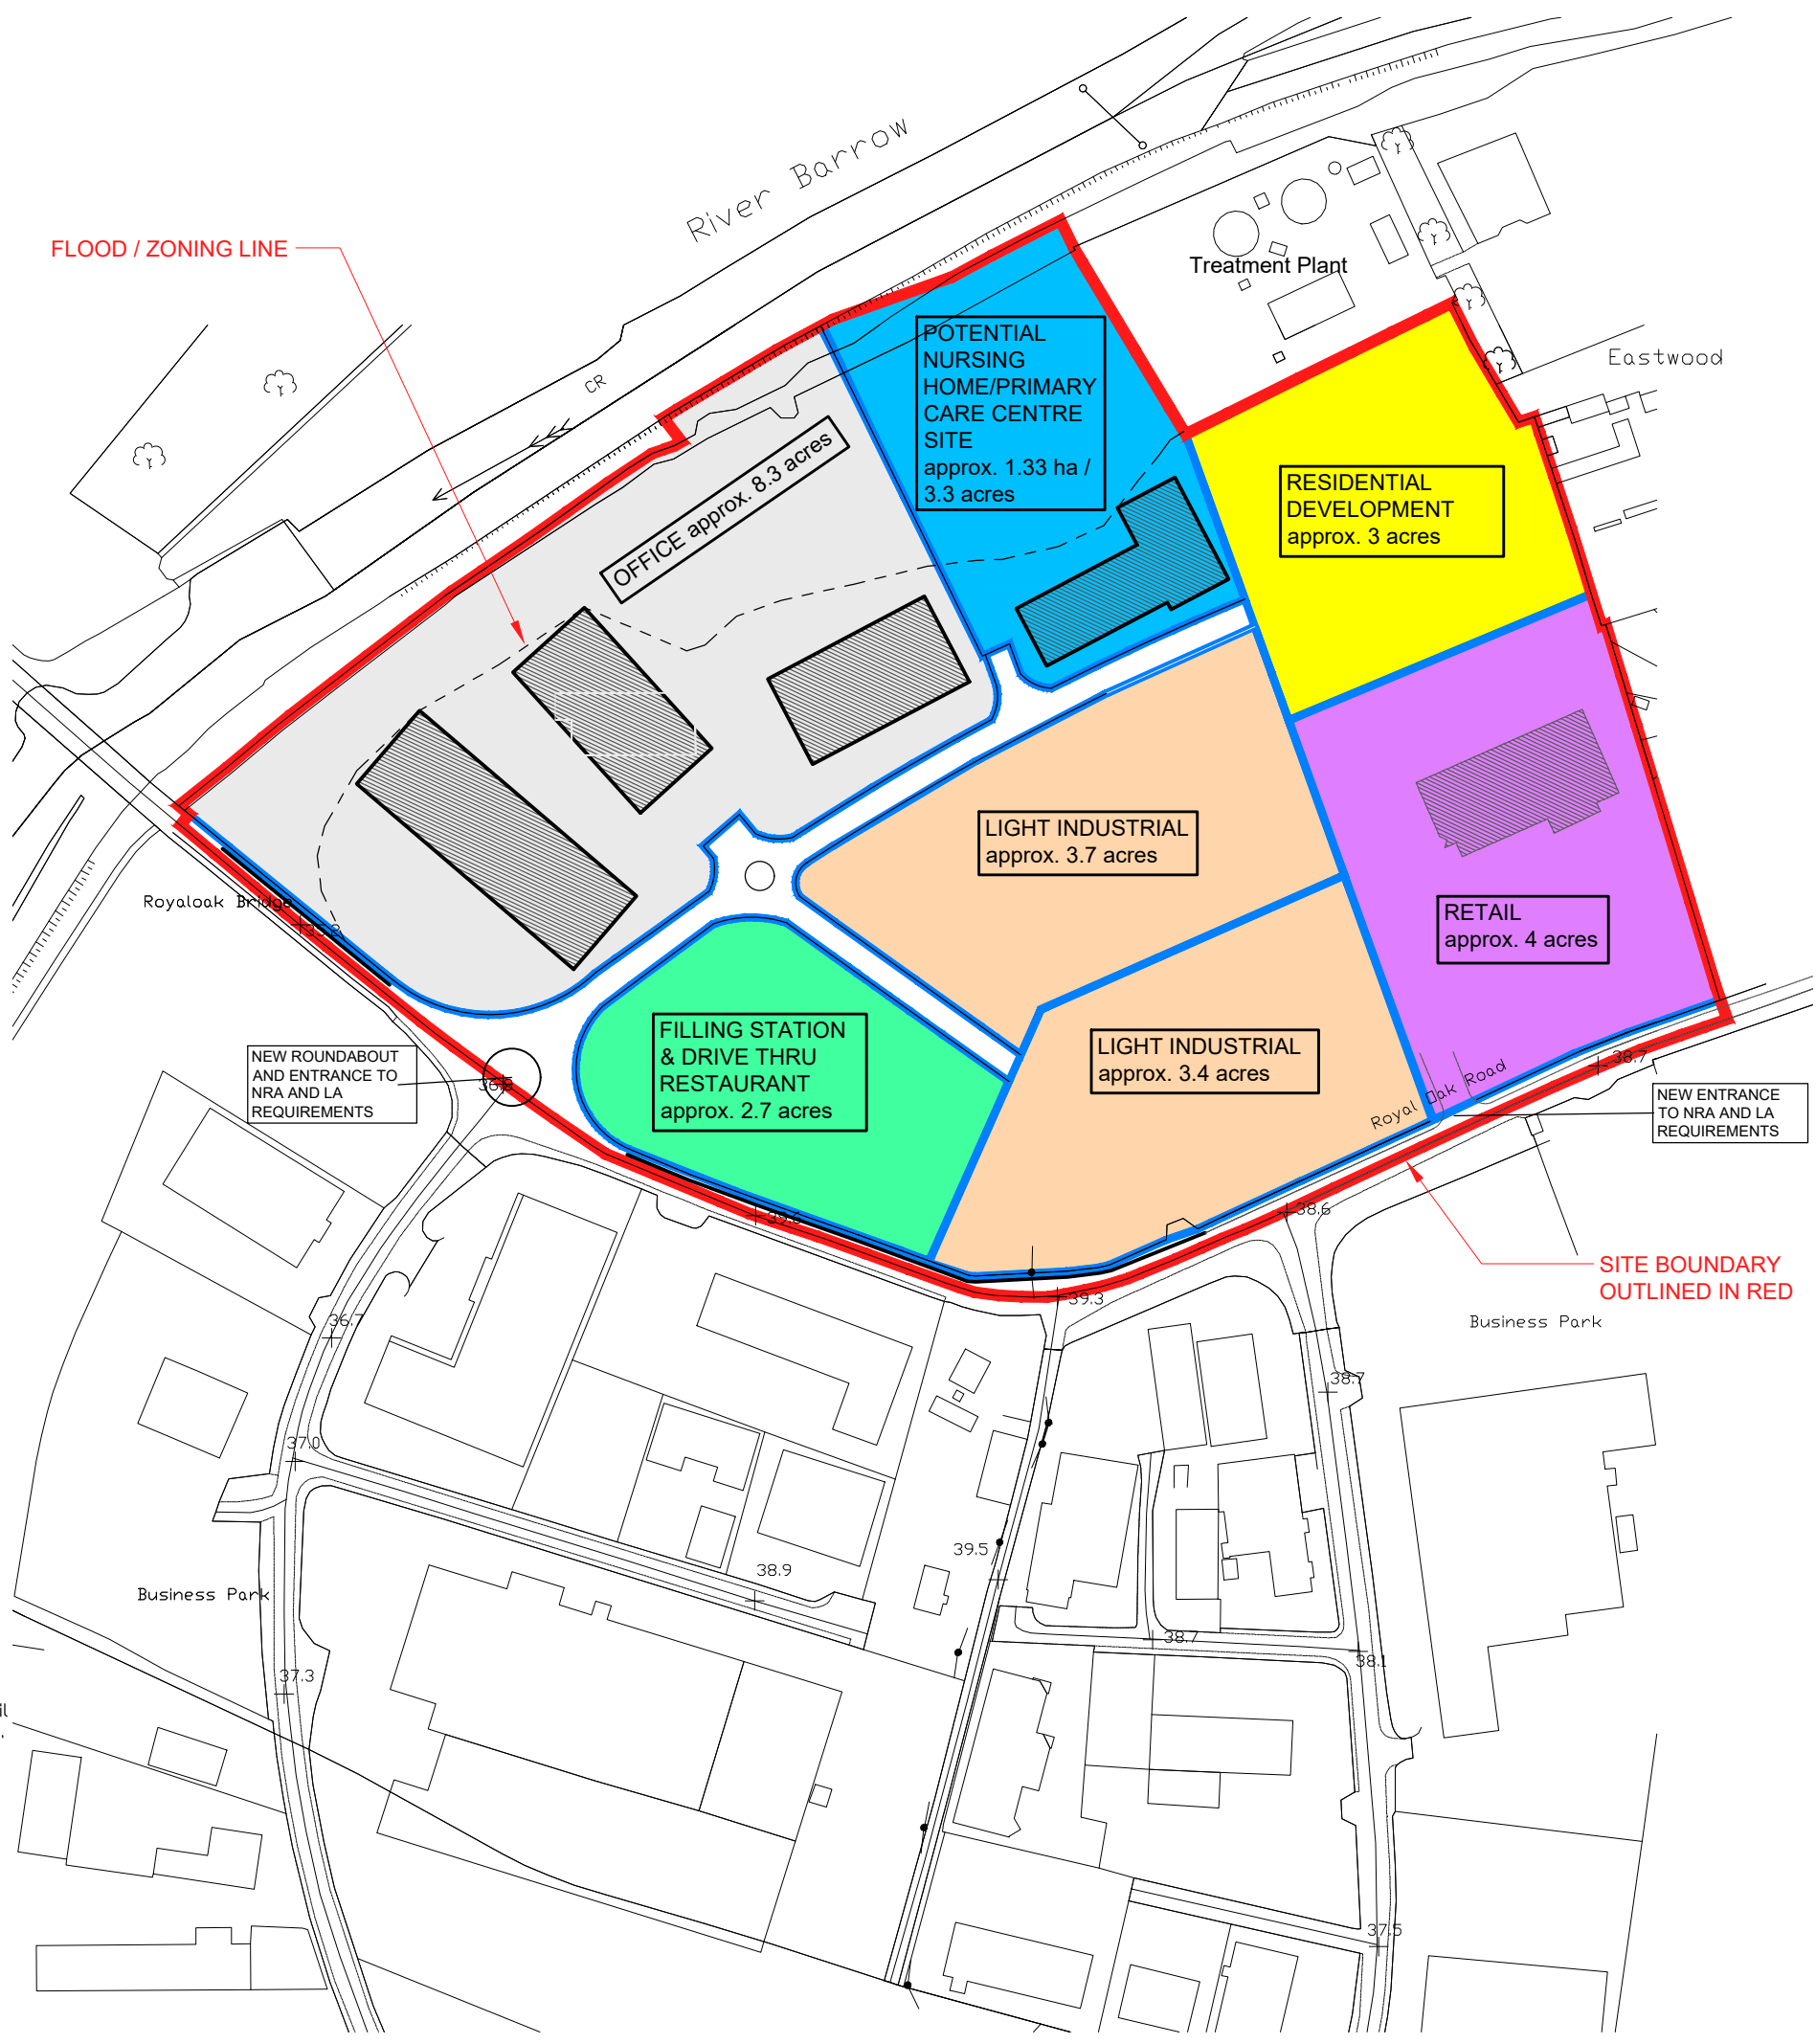 River Barrow
FLOOD / ZONING LINE
Treatment Plant
Eastwood
CR
POTENTIAL
NURSING
HOME/PRIMARY
CARE CENTRE
SITE
approx. 1.33 ha /
3.3 acres
OFFICE approx. 8.3 acres
RESIDENTIAL
DEVELOPMENT
approx. 3 acres
LIGHT INDUSTRIAL
approx. 3.7 acres
RETAIL
approx. 4 acres
Royaloak Bridge
FILLING STATION
& DRIVE THRU
RESTAURANT
approx. 2.7 acres
LIGHT INDUSTRIAL
approx. 3.4 acres
NEW ROUNDABOUT
AND ENTRANCE TO
NRA AND LA
REQUIREMENTS
36.8
38.7
Royal Oak Road
NEW ENTRANCE
TO NRA AND LA
REQUIREMENTS
38.6
SITE BOUNDARY
OUTLINED IN RED
39.3
Business Park
36.7
38.7
37.0
39.5
38.9
Business Park
38.7
38.1
37.3
37.5